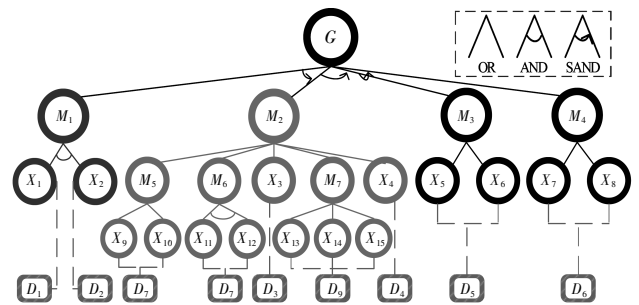 G
OR AND SAND
M1 M2 M3 M4
X1 X2 M5 M6 X3 M7 X4 X5 X6 X7 X8
X9 X10 X11 X12 X13 X14 X15
D1 D2 D7 D7 D3 D9 D4 D5 D6